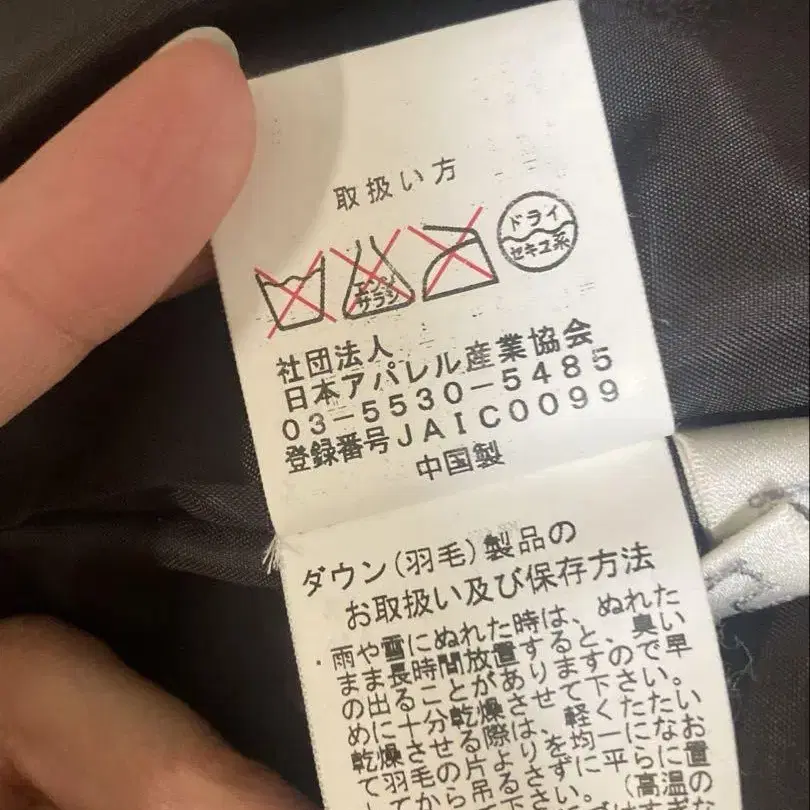 取扱い方
エンソサラシ
ドライ
セキユ系
社団法人
日本アパレル産業協会
03-5530-5485
登録番号JAIC0099
中国製
ダウン(羽毛)製品の
お取扱い及び保存方法
・雨や雪にぬれた時は、ぬれた
まま長時間放置すると、臭い
の出ることがありますので早
めに十分乾燥させて下さい。
乾燥させる際は、軽くたたい
て羽毛の片よりを均一になお
してから吊るさずに平らに置
て下さい。(高温の